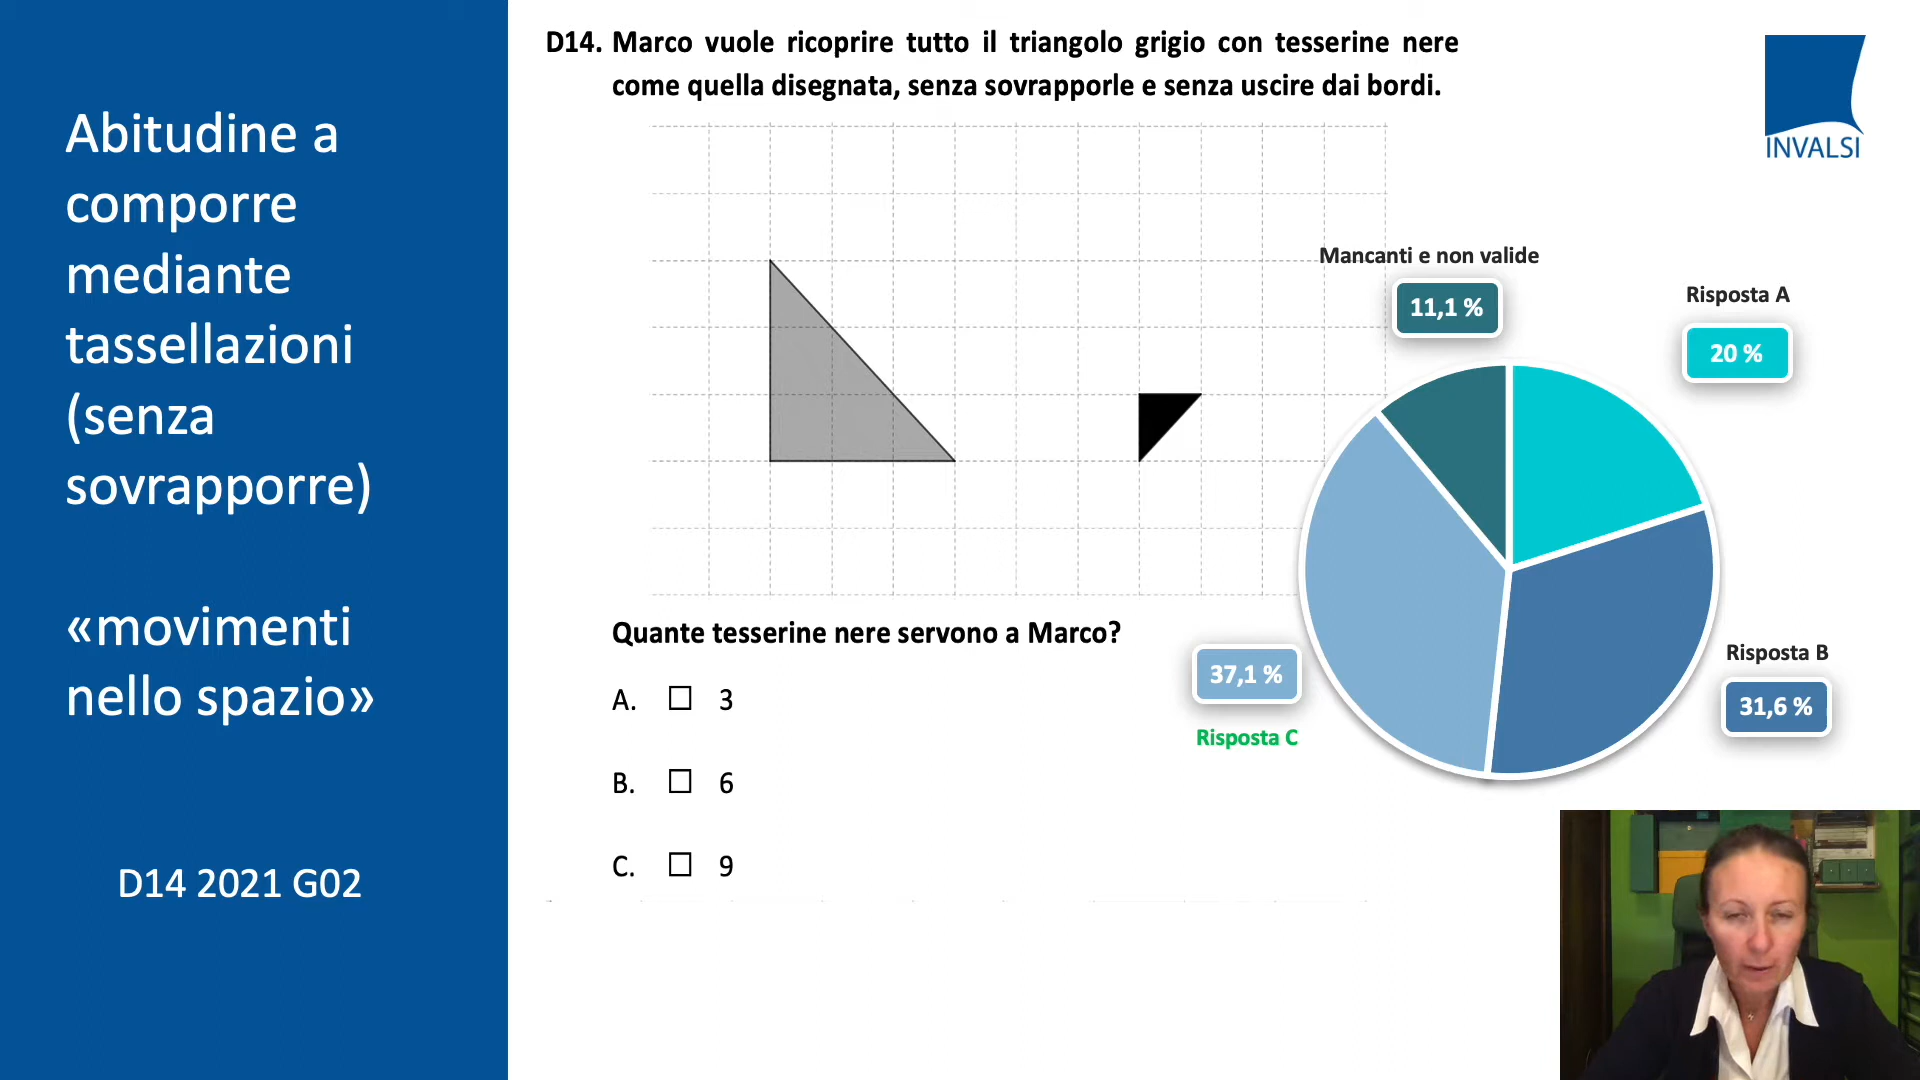 Abitudine a
comporre
mediante
tassellazioni
(senza
sovrapporre)
«movimenti
nello spazio»
D14 2021 G02
D14. Marco vuole ricoprire tutto il triangolo grigio con tesserine nere
come quella disegnata, senza sovrapporle e senza uscire dai bordi.
INVALSI
Mancanti e non valide
11,1 %
Risposta A
20 %
Risposta B
31,6 %
37,1 %
Risposta C
Quante tesserine nere servono a Marco?
A. 3
B. 6
C. 9